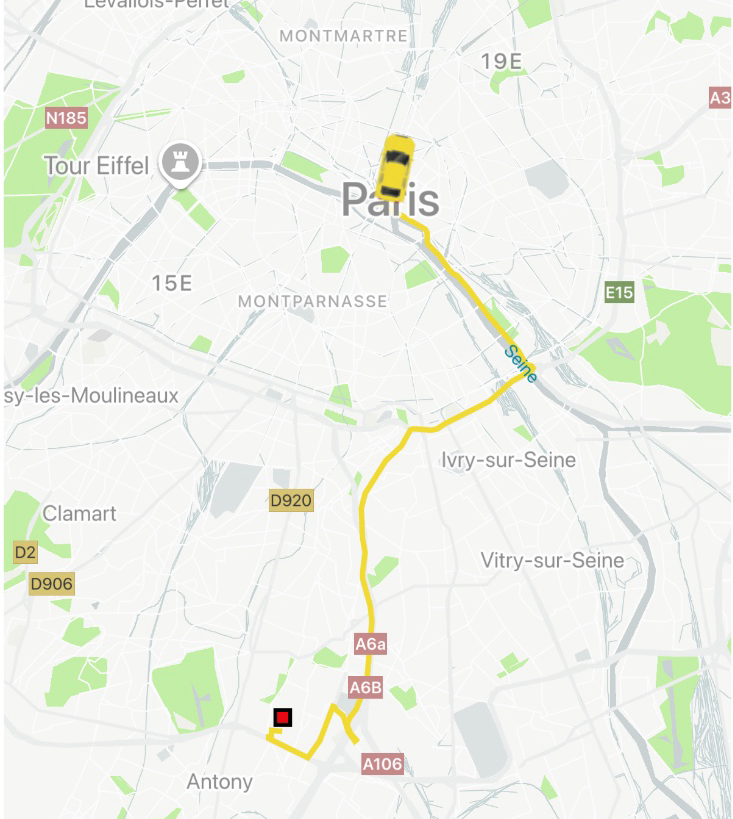 Levallois-Perret
MONTMARTRE
19E
A3
N185
Tour Eiffel
Paris
15E
E15
MONTPARNASSE
Seine
sy-les-Moulineaux
Ivry-sur-Seine
D920
Clamart
D2
Vitry-sur-Seine
D906
A6a
A6B
A106
Antony